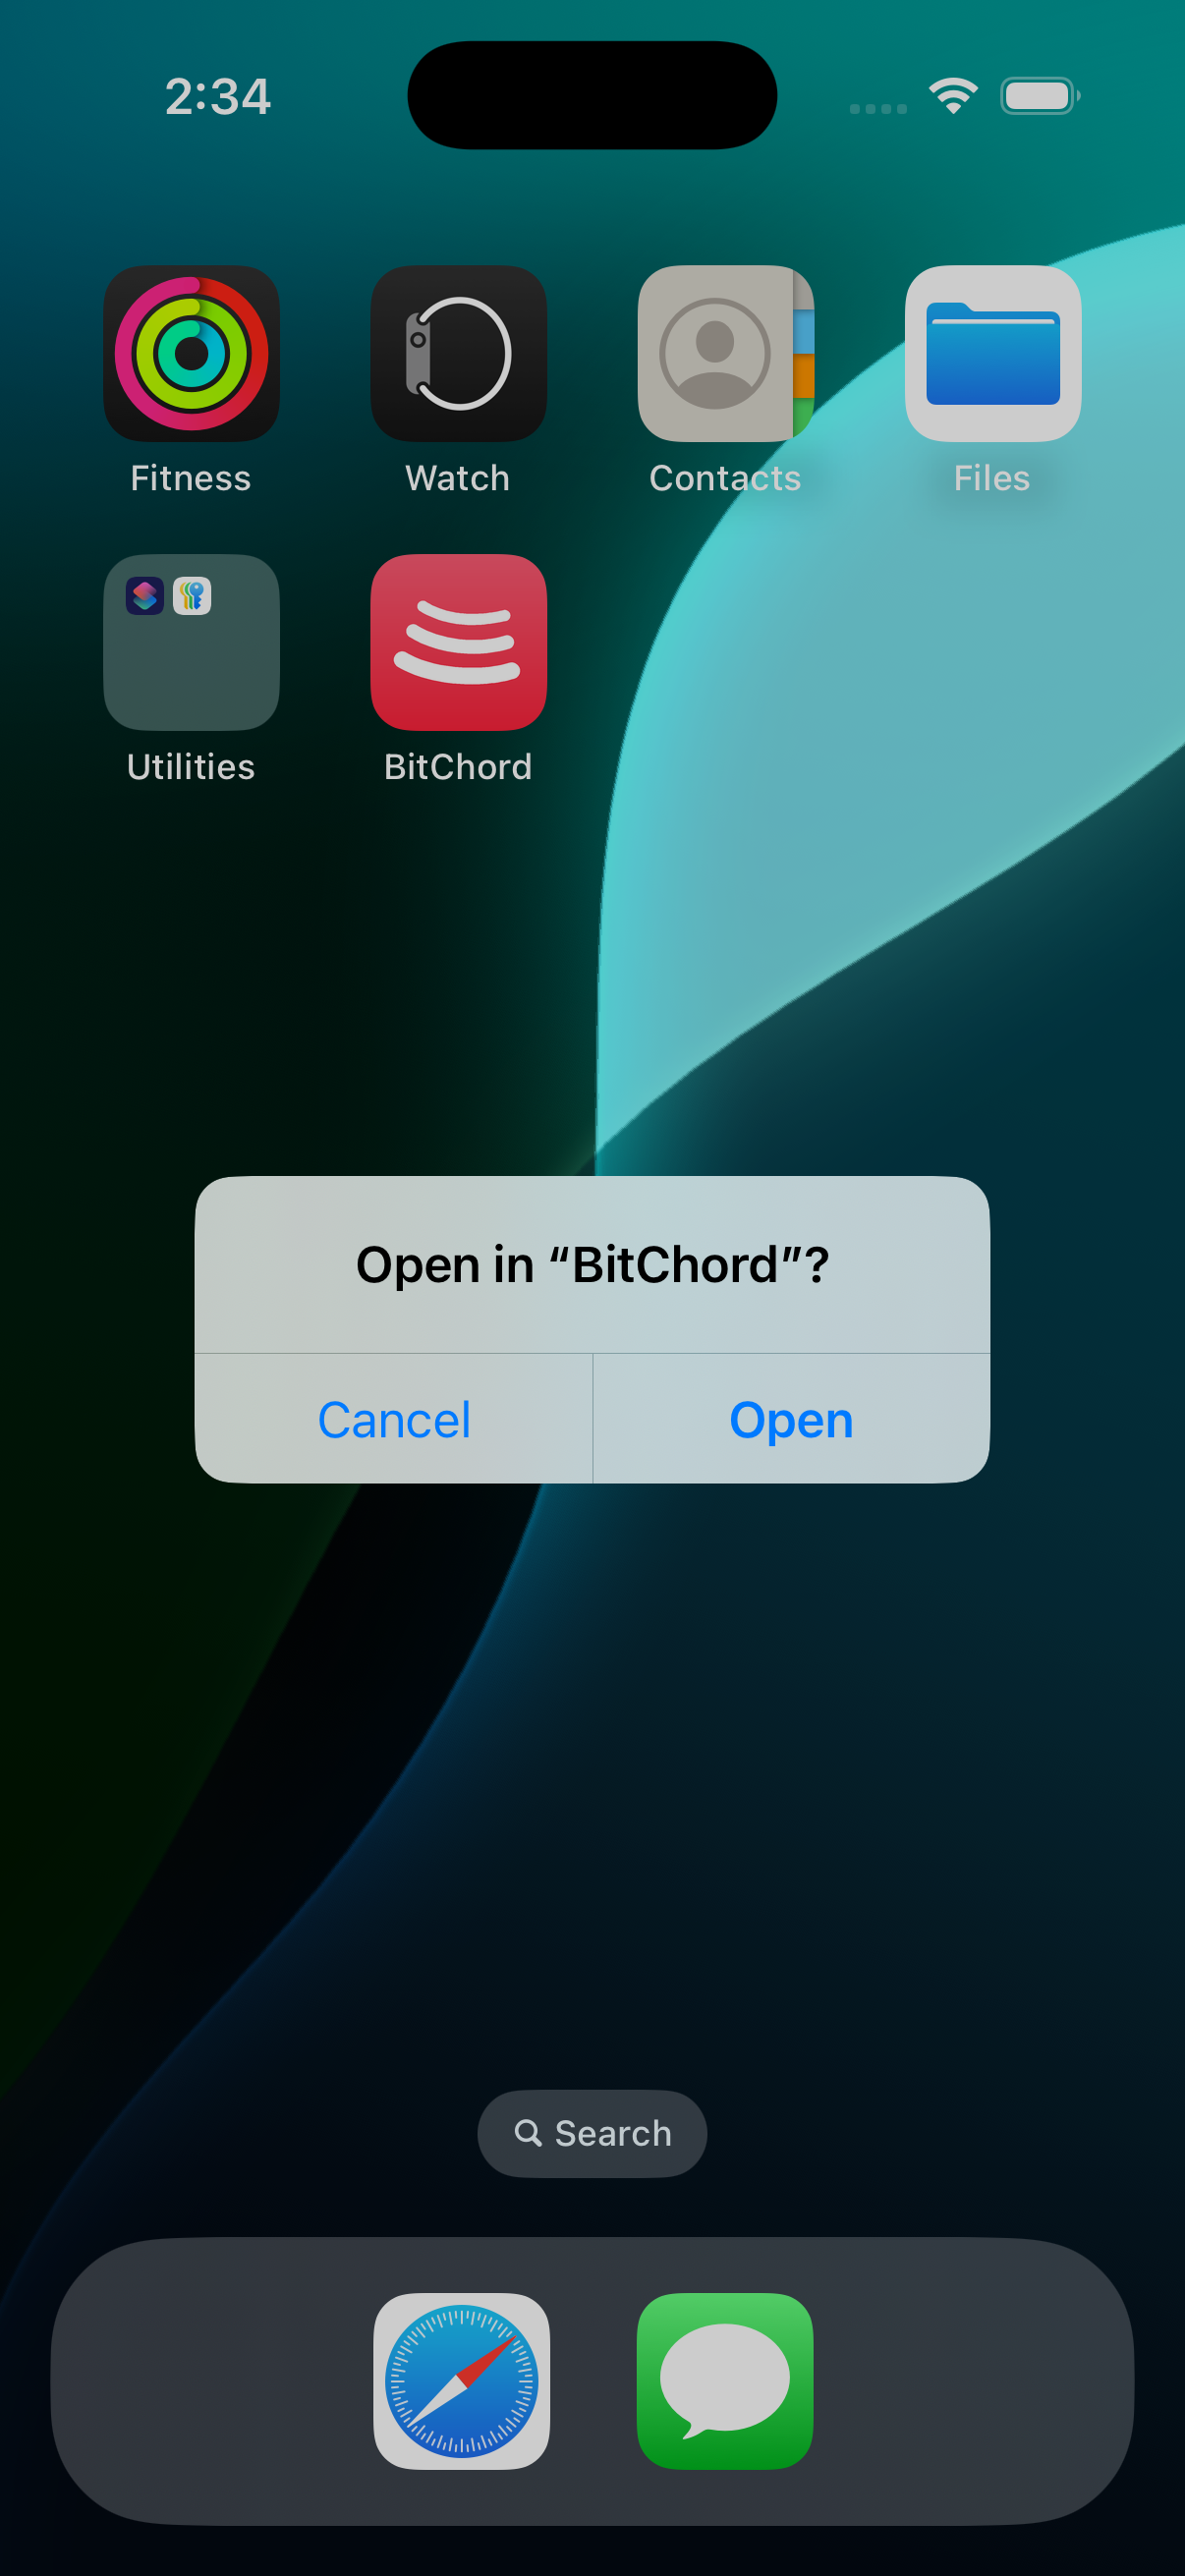 2:34
Fitness
Watch
Contacts
Files
Utilities
BitChord
Open in “BitChord”?
Cancel
Open
Search